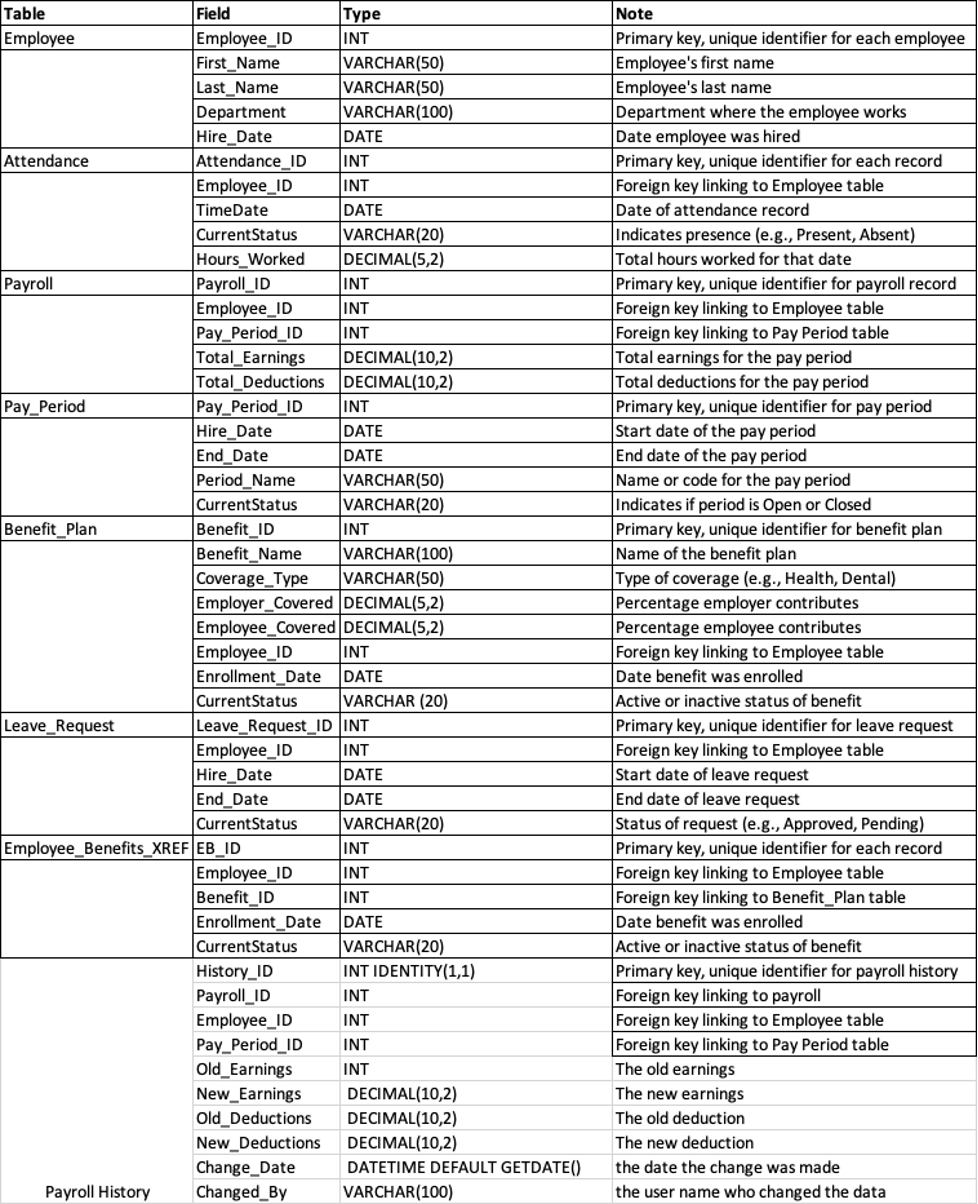 Table Field Type Note
Employee Employee_ID INT Primary key, unique identifier for each employee
First_Name VARCHAR(50) Employee's first name
Last_Name VARCHAR(50) Employee's last name
Department VARCHAR(100) Department where the employee works
Hire_Date DATE Date employee was hired
Attendance Attendance_ID INT Primary key, unique identifier for each record
Employee_ID INT Foreign key linking to Employee table
TimeDate DATE Date of attendance record
CurrentStatus VARCHAR(20) Indicates presence (e.g., Present, Absent)
Hours_Worked DECIMAL(5,2) Total hours worked for that date
Payroll Payroll_ID INT Primary key, unique identifier for payroll record
Employee_ID INT Foreign key linking to Employee table
Pay_Period_ID INT Foreign key linking to Pay Period table
Total_Earnings DECIMAL(10,2) Total earnings for the pay period
Total_Deductions DECIMAL(10,2) Total deductions for the pay period
Pay_Period Pay_Period_ID INT Primary key, unique identifier for pay period
Hire_Date DATE Start date of the pay period
End_Date DATE End date of the pay period
Period_Name VARCHAR(50) Name or code for the pay period
CurrentStatus VARCHAR(20) Indicates if period is Open or Closed
Benefit_Plan Benefit_ID INT Primary key, unique identifier for benefit plan
Benefit_Name VARCHAR(100) Name of the benefit plan
Coverage_Type VARCHAR(50) Type of coverage (e.g., Health, Dental)
Employer_Covered DECIMAL(5,2) Percentage employer contributes
Employee_Covered DECIMAL(5,2) Percentage employee contributes
Employee_ID INT Foreign key linking to Employee table
Enrollment_Date DATE Date benefit was enrolled
CurrentStatus VARCHAR (20) Active or inactive status of benefit
Leave_Request Leave_Request_ID INT Primary key, unique identifier for leave request
Employee_ID INT Foreign key linking to Employee table
Hire_Date DATE Start date of leave request
End_Date DATE End date of leave request
CurrentStatus VARCHAR(20) Status of request (e.g., Approved, Pending)
Employee_Benefits_XREF EB_ID INT Primary key, unique identifier for each record
Employee_ID INT Foreign key linking to Employee table
Benefit_ID INT Foreign key linking to Benefit_Plan table
Enrollment_Date DATE Date benefit was enrolled
CurrentStatus VARCHAR(20) Active or inactive status of benefit
History_ID INT IDENTITY(1,1) Primary key, unique identifier for payroll history
Payroll_ID INT Foreign key linking to payroll
Employee_ID INT Foreign key linking to Employee table
Pay_Period_ID INT Foreign key linking to Pay Period table
Old_Earnings INT The old earnings
New_Earnings DECIMAL(10,2) The new earnings
Old_Deductions DECIMAL(10,2) The old deduction
New_Deductions DECIMAL(10,2) The new deduction
Change_Date DATETIME DEFAULT GETDATE() the date the change was made
Payroll History Changed_By VARCHAR(100) the user name who changed the data